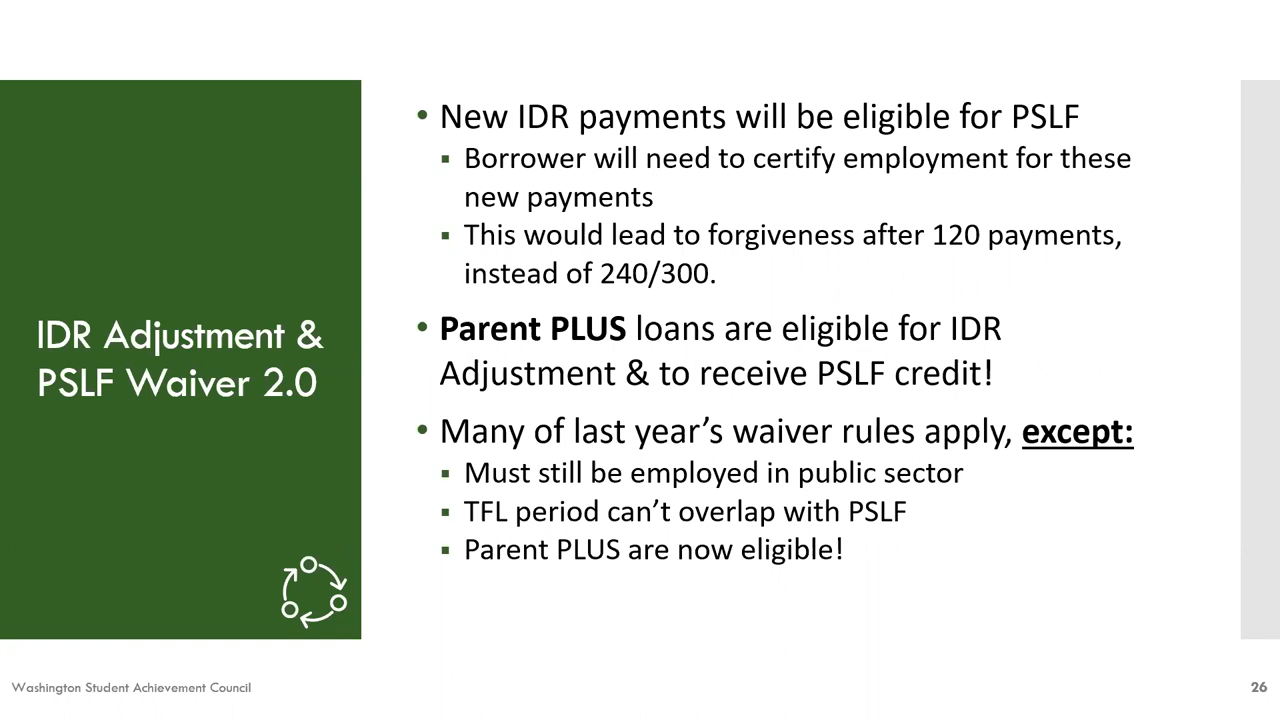 IDR Adjustment &
PSLF Waiver 2.0
• New IDR payments will be eligible for PSLF
▪ Borrower will need to certify employment for these
new payments
▪ This would lead to forgiveness after 120 payments,
instead of 240/300.
• Parent PLUS loans are eligible for IDR
Adjustment & to receive PSLF credit!
• Many of last year’s waiver rules apply, except:
▪ Must still be employed in public sector
▪ TFL period can’t overlap with PSLF
▪ Parent PLUS are now eligible!
Washington Student Achievement Council
26